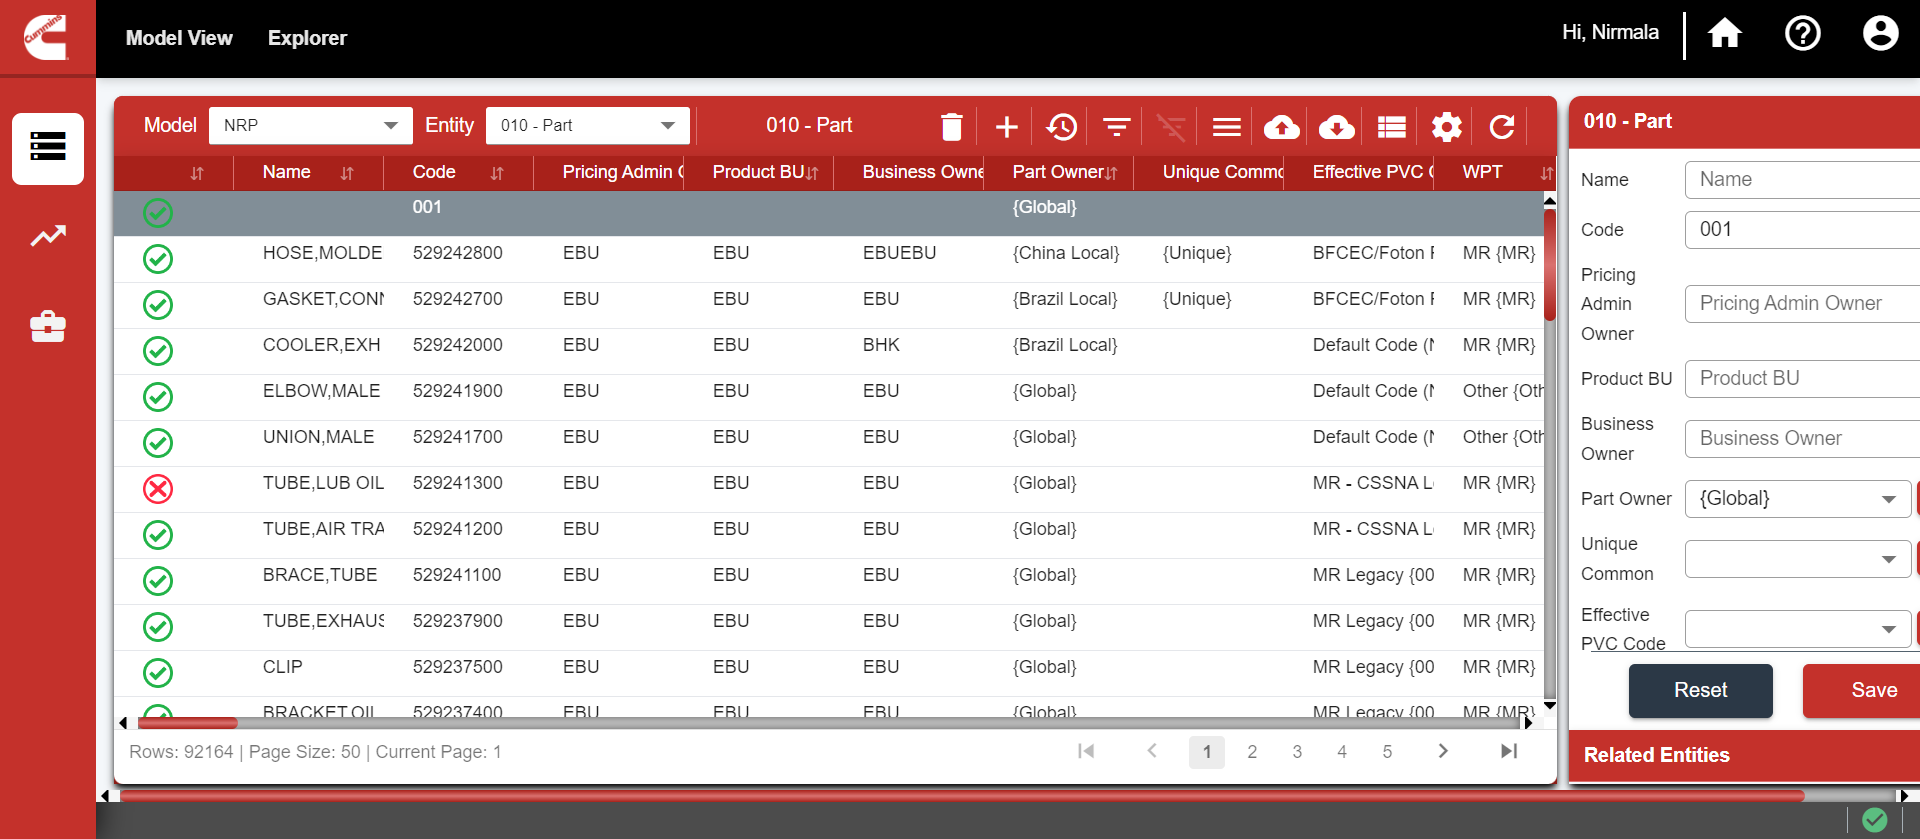 Cummins
Model View Explorer Hi, Nirmala
Model NRP Entity 010 - Part 010 - Part
010 - Part
Name Code Pricing Admin Product BU Business Owne Part Owner Unique Commo Effective PVC WPT
001 {Global}
HOSE,MOLDE 529242800 EBU EBU EBUEBU {China Local} {Unique} BFCEC/Foton MR {MR}
GASKET,CONN 529242700 EBU EBU EBU {Brazil Local} {Unique} BFCEC/Foton MR {MR}
COOLER,EXH 529242000 EBU EBU BHK {Brazil Local} Default Code MR {MR}
ELBOW,MALE 529241900 EBU EBU EBU {Global} Default Code Other {Oth
UNION,MALE 529241700 EBU EBU EBU {Global} Default Code Other {Oth
TUBE,LUB OIL 529241300 EBU EBU EBU {Global} MR - CSSNA MR {MR}
TUBE,AIR TRA 529241200 EBU EBU EBU {Global} MR - CSSNA MR {MR}
BRACE,TUBE 529241100 EBU EBU EBU {Global} MR Legacy {00 MR {MR}
TUBE,EXHAUS 529237900 EBU EBU EBU {Global} MR Legacy {00 MR {MR}
CLIP 529237500 EBU EBU EBU {Global} MR Legacy {00 MR {MR}
BRACKET,OIL 529237400 EBU EBU EBU {Global} MR Legacy {00 MR {MR}
Rows: 92164 | Page Size: 50 | Current Page: 1
1 2 3 4 5
Name Name
Code 001
Pricing
Admin Pricing Admin Owner
Owner
Product BU Product BU
Business
Owner Business Owner
Part Owner {Global}
Unique
Common
Effective
PVC Code
Reset Save
Related Entities